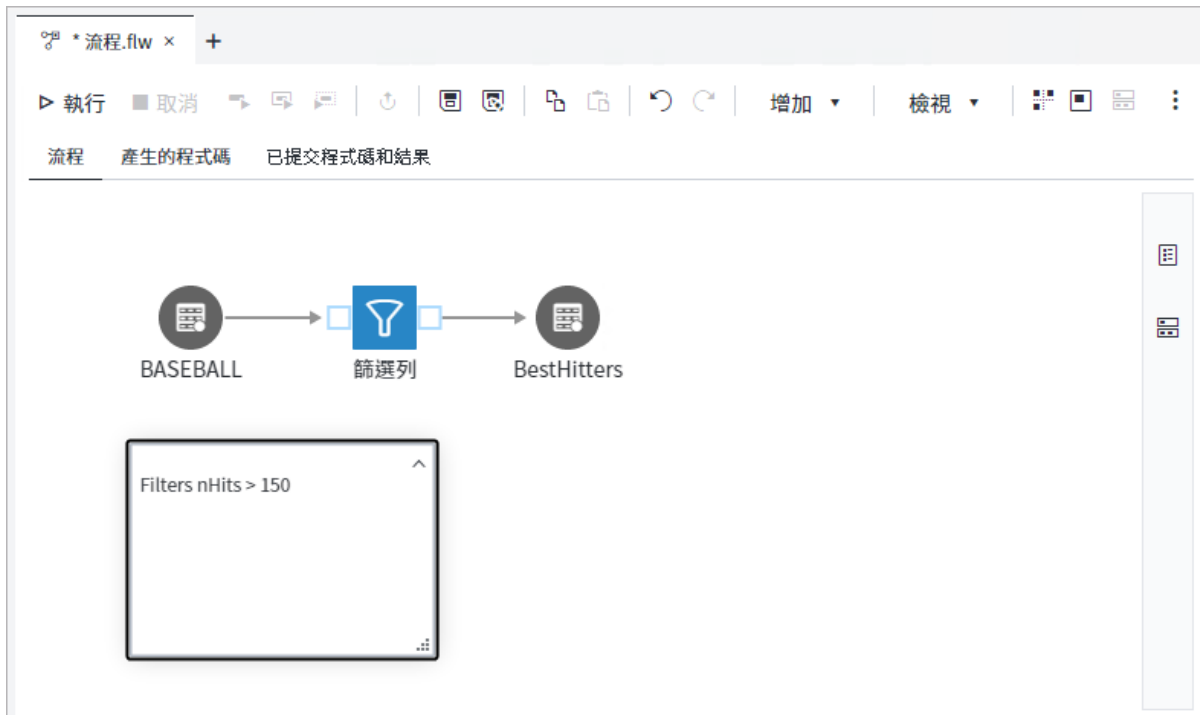 * 流程.flw × +
執行 取消 增加 檢視
流程 產生的程式碼 已提交程式碼和結果
BASEBALL 篩選列 BestHitters
Filters nHits > 150